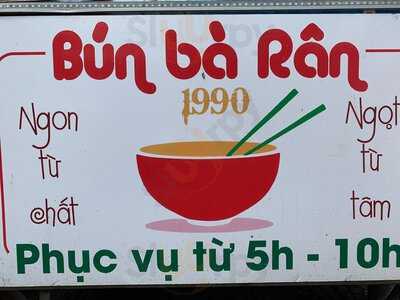 Bún bà Rân
1990
Ngon
từ
chất
Ngọt
từ
tâm
Phục vụ từ 5h - 10h